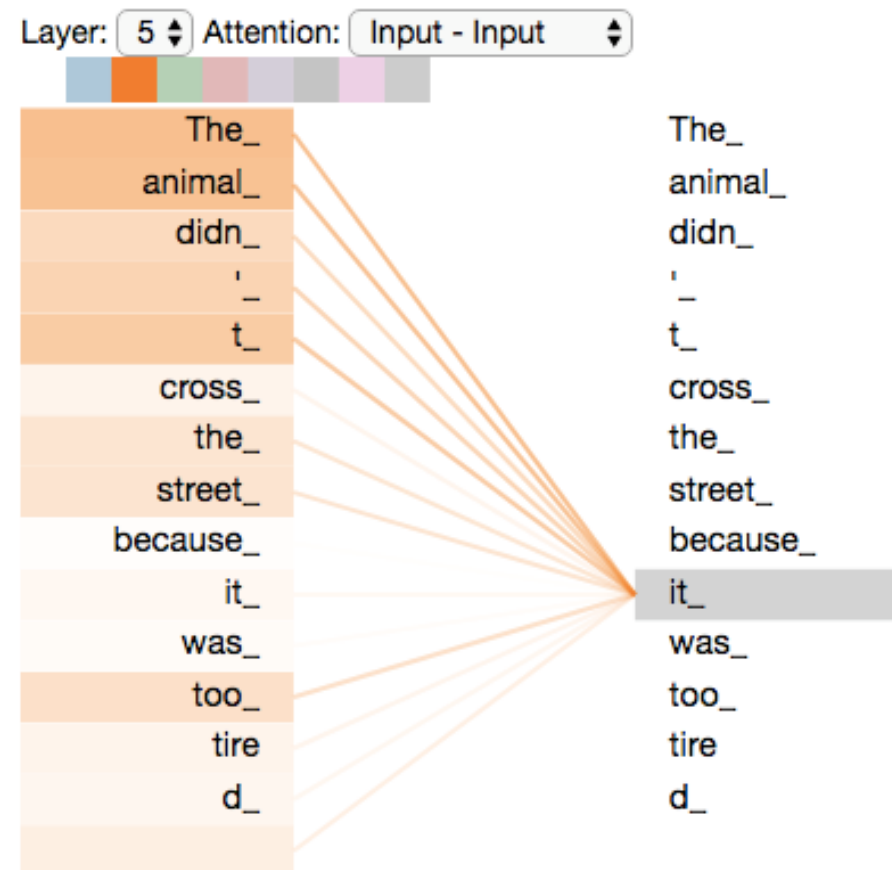 Layer: 5 Attention: Input - Input
The_ The_
animal_ animal_
didn_ didn_
'_ '_
t_ t_
cross_ cross_
the_ the_
street_ street_
because_ because_
it_ it_
was_ was_
too_ too_
tire tire
d_ d_